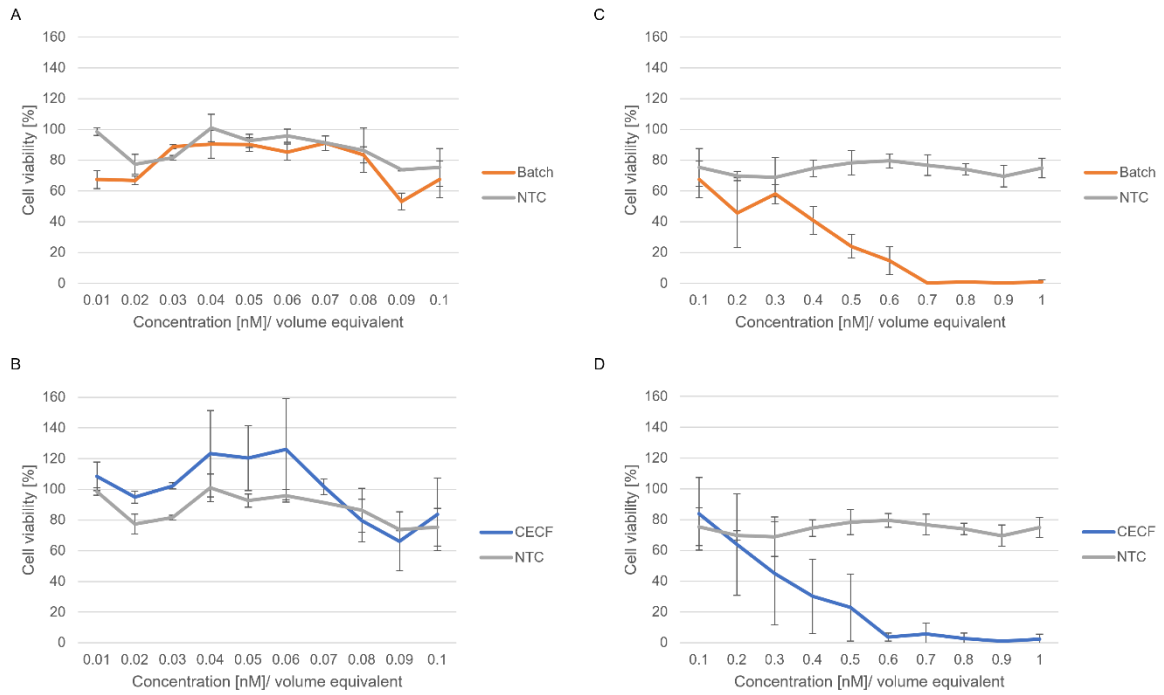 A
160
140
120
100
80
60
40
20
0
Cell viability [%]
0.01 0.02 0.03 0.04 0.05 0.06 0.07 0.08 0.09 0.1
Concentration [nM]/ volume equivalent
Batch
NTC
C
160
140
120
100
80
60
40
20
0
Cell viability [%]
0.1 0.2 0.3 0.4 0.5 0.6 0.7 0.8 0.9 1
Concentration [nM]/ volume equivalent
Batch
NTC
B
160
140
120
100
80
60
40
20
0
Cell viability [%]
0.01 0.02 0.03 0.04 0.05 0.06 0.07 0.08 0.09 0.1
Concentration [nM]/ volume equivalent
CECF
NTC
D
160
140
120
100
80
60
40
20
0
Cell viability [%]
0.1 0.2 0.3 0.4 0.5 0.6 0.7 0.8 0.9 1
Concentration [nM]/ volume equivalent
CECF
NTC